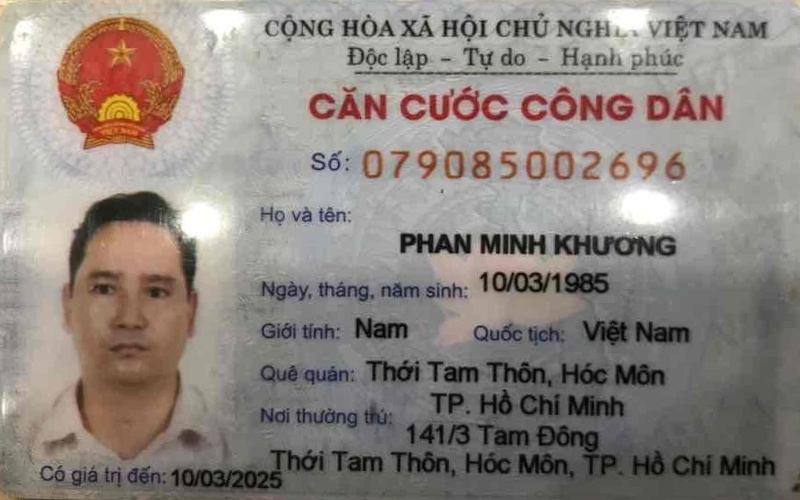 CỘNG HÒA XÃ HỘI CHỦ NGHĨA VIỆT NAM
Độc lập - Tự do - Hạnh phúc
CĂN CƯỚC CÔNG DÂN
Số: 079085002696
Họ và tên:
PHAN MINH KHƯƠNG
Ngày, tháng, năm sinh: 10/03/1985
Giới tính: Nam Quốc tịch: Việt Nam
Quê quán: Thới Tam Thôn, Hóc Môn
TP. Hồ Chí Minh
Nơi thường trú: 141/3 Tam Đông
Thới Tam Thôn, Hóc Môn, TP. Hồ Chí Minh
Có giá trị đến: 10/03/2025
VIỆT NAM